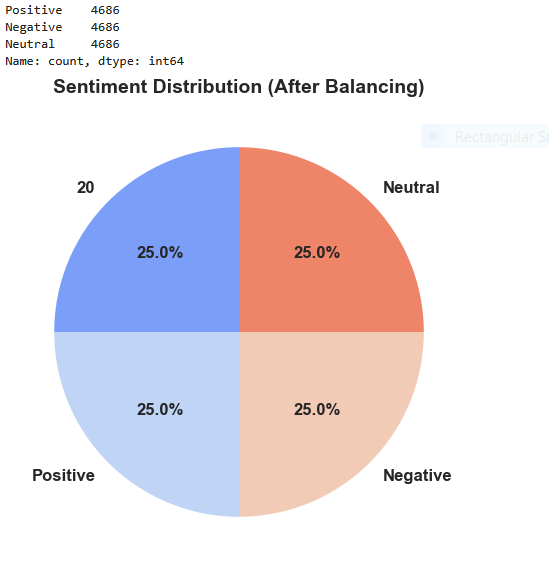 Positive    4686
Negative    4686
Neutral     4686
Name: count, dtype: int64
Sentiment Distribution (After Balancing)
Rectangular
20
Neutral
25.0%
25.0%
25.0%
25.0%
Positive
Negative